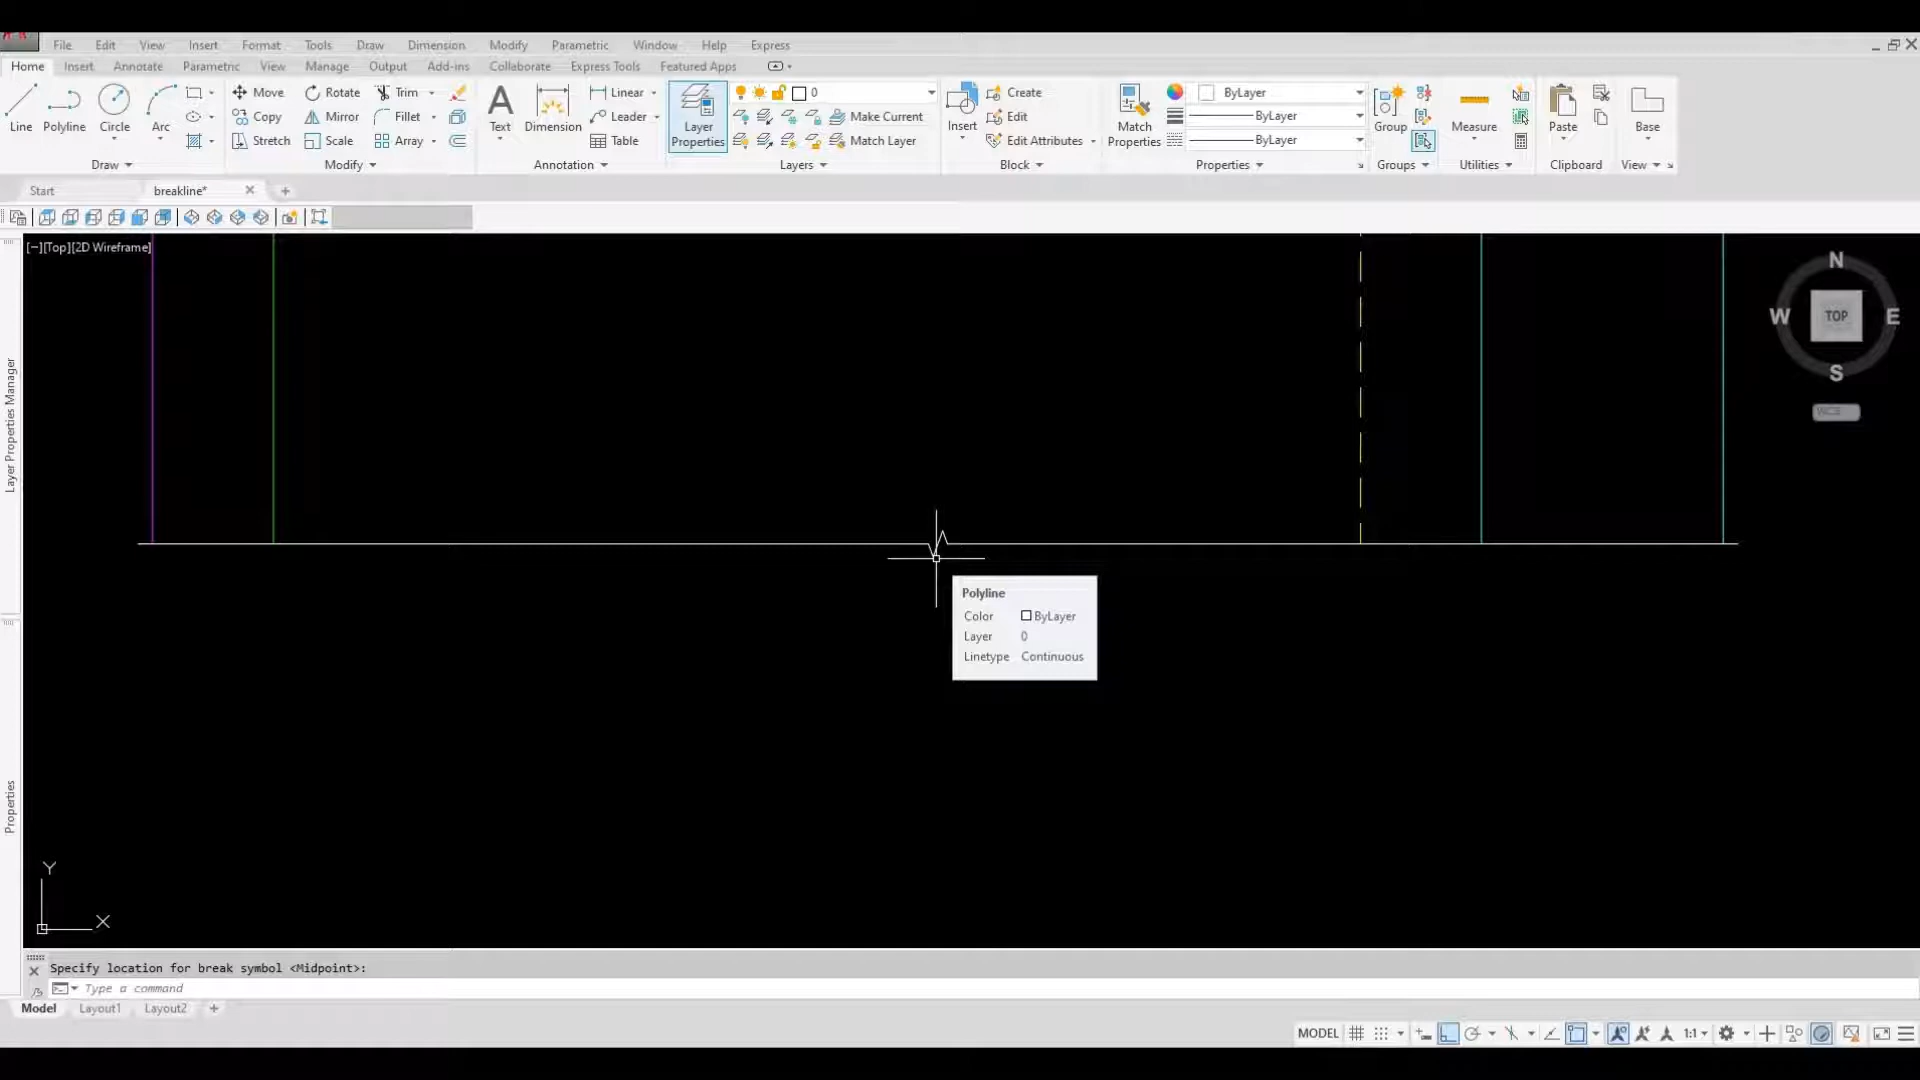 File Edit View Insert Format Tools Draw Dimension Modify Parametric Window Help Express
Home Insert Annotate Parametric View Manage Output Add-ins Collaborate Express Tools Featured Apps
Move Rotate Trim Linear 0 Create ByLayer
Copy Mirror Fillet Leader Make Current Edit ByLayer
Line Polyline Circle Arc Text Dimension Layer Properties Insert Match Properties Group Measure Paste Base
Stretch Scale Array Table Match Layer Edit Attributes ByLayer
Draw Modify Annotation Layers Block Properties Groups Utilities Clipboard View
Start breakline*
[−][Top][2D Wireframe]
N
W TOP E
S
Layer Properties Manager
Polyline
Color ByLayer
Layer 0
Linetype Continuous
Properties
Y
X
Specify location for break symbol <Midpoint>:
Type a command
Model Layout1 Layout2
MODEL 1:1